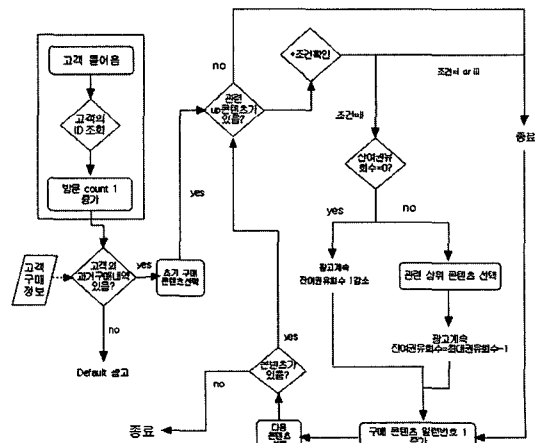 고객 들어옴
고객의
ID 조회
방문 count 1
증가
고객
구매
정보
고객의
과거구매내역
있음?
yes
no
Default 광고
초기 구매
콘텐츠선택
yes
no
관련
up콘텐츠가
있음?
*조건확인
조건=i or iii
조건=ii
종료
잔여권유
회수=0?
yes
no
광고계속
잔여권유회수 1감소
관련 상위 콘텐츠 선택
광고계속
잔여권유회수=최대권유회수-1
구매 콘텐츠 일련번호 1
증가
다음
콘텐츠
콘텐츠가
있음?
yes
no
종료